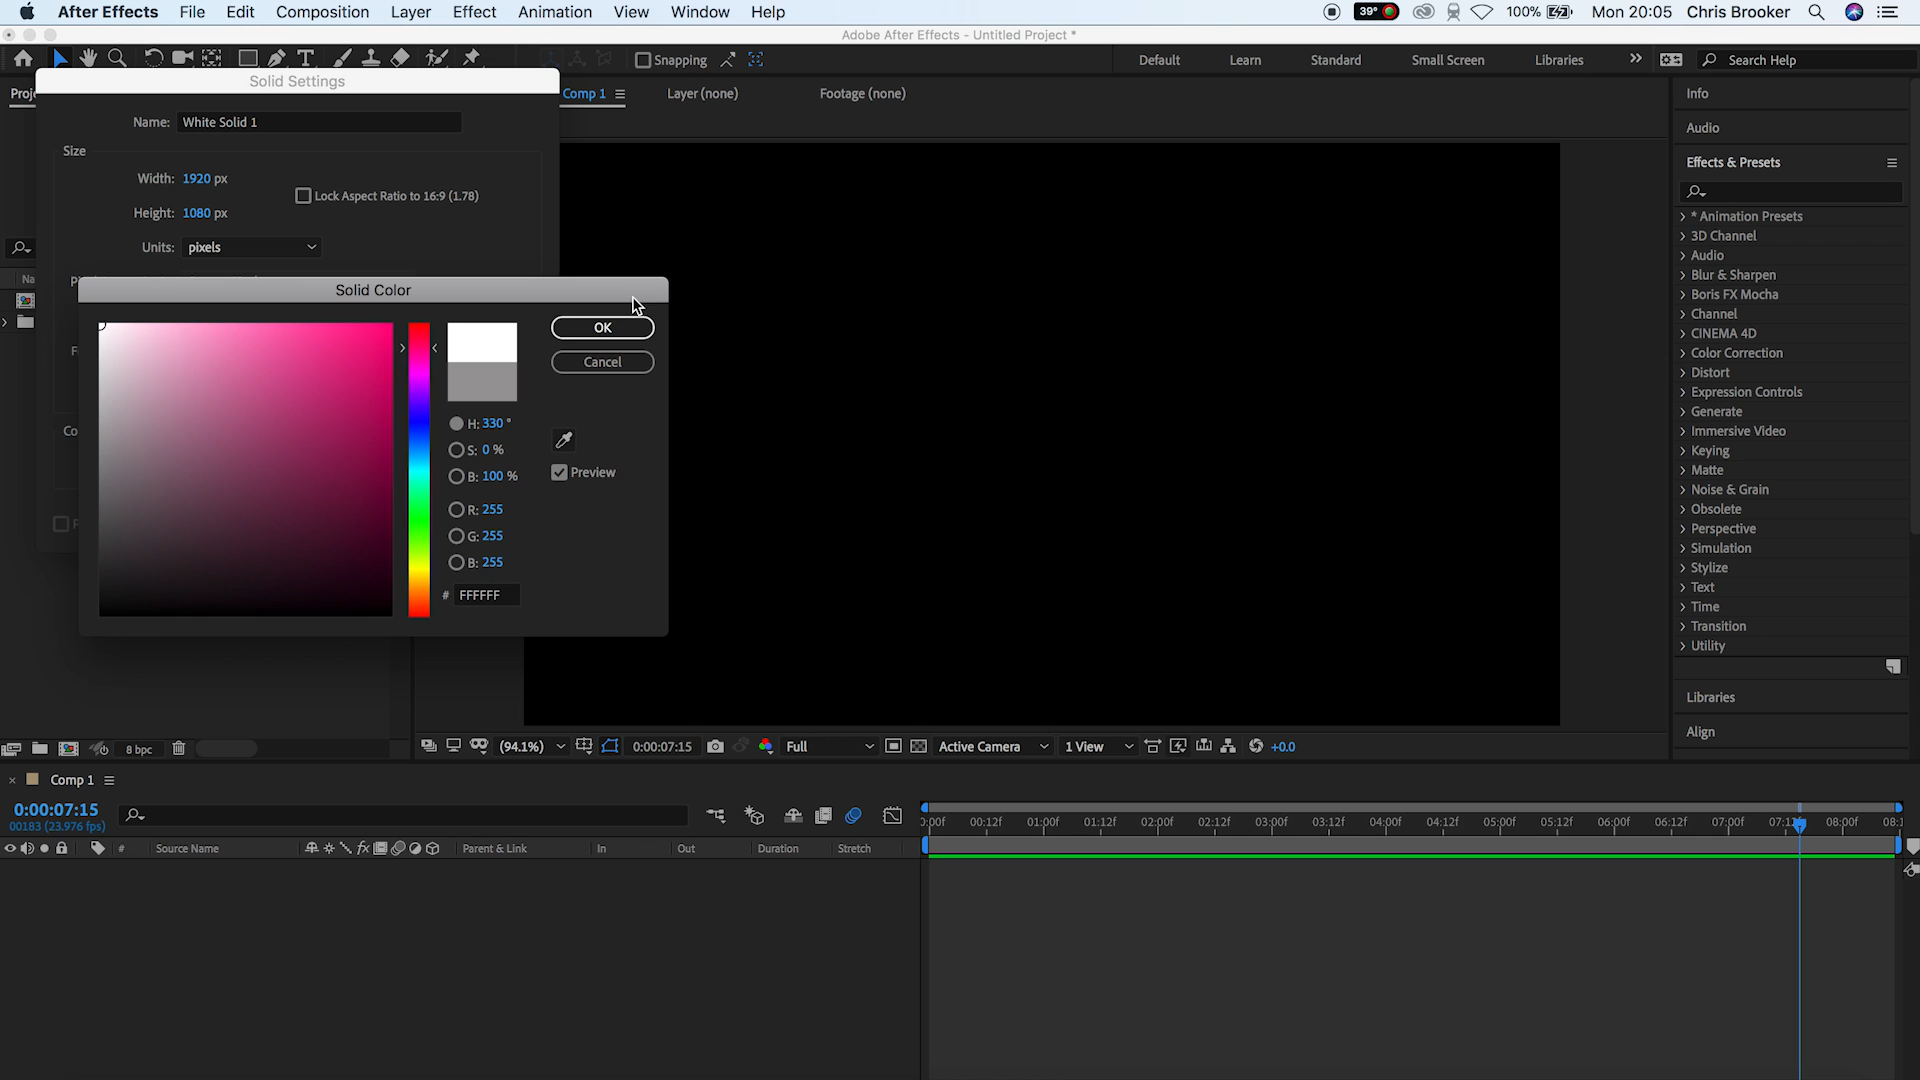 After Effects File Edit Composition Layer Effect Animation View Window Help 39° 100% Mon 20:05 Chris Brooker
Adobe After Effects - Untitled Project *
Snapping Default Learn Standard Small Screen Libraries Search Help
Solid Settings
Proj Comp 1 Layer (none) Footage (none) Info
Name: White Solid 1
Audio
Size
Effects & Presets
Width: 1920 px
Lock Aspect Ratio to 16:9 (1.78)
Height: 1080 px
Units: pixels
* Animation Presets
3D Channel
Audio
Blur & Sharpen
Boris FX Mocha
Channel
CINEMA 4D
Color Correction
Distort
Expression Controls
Generate
Immersive Video
Keying
Matte
Noise & Grain
Obsolete
Perspective
Simulation
Stylize
Text
Time
Transition
Utility
Na
Solid Color
OK
Cancel
Co
H: 330 °
S: 0 %
B: 100 %
Preview
R: 255
G: 255
B: 255
# FFFFFF
Libraries
Align
8 bpc (94.1%) 0:00:07:15 Full Active Camera 1 View +0.0
Comp 1
0:00:07:15
00183 (23.976 fps)
0:00f 00:12f 01:00f 01:12f 02:00f 02:12f 03:00f 03:12f 04:00f 04:12f 05:00f 05:12f 06:00f 06:12f 07:00f 07:1 08:00f 08:1
# Source Name Parent & Link In Out Duration Stretch